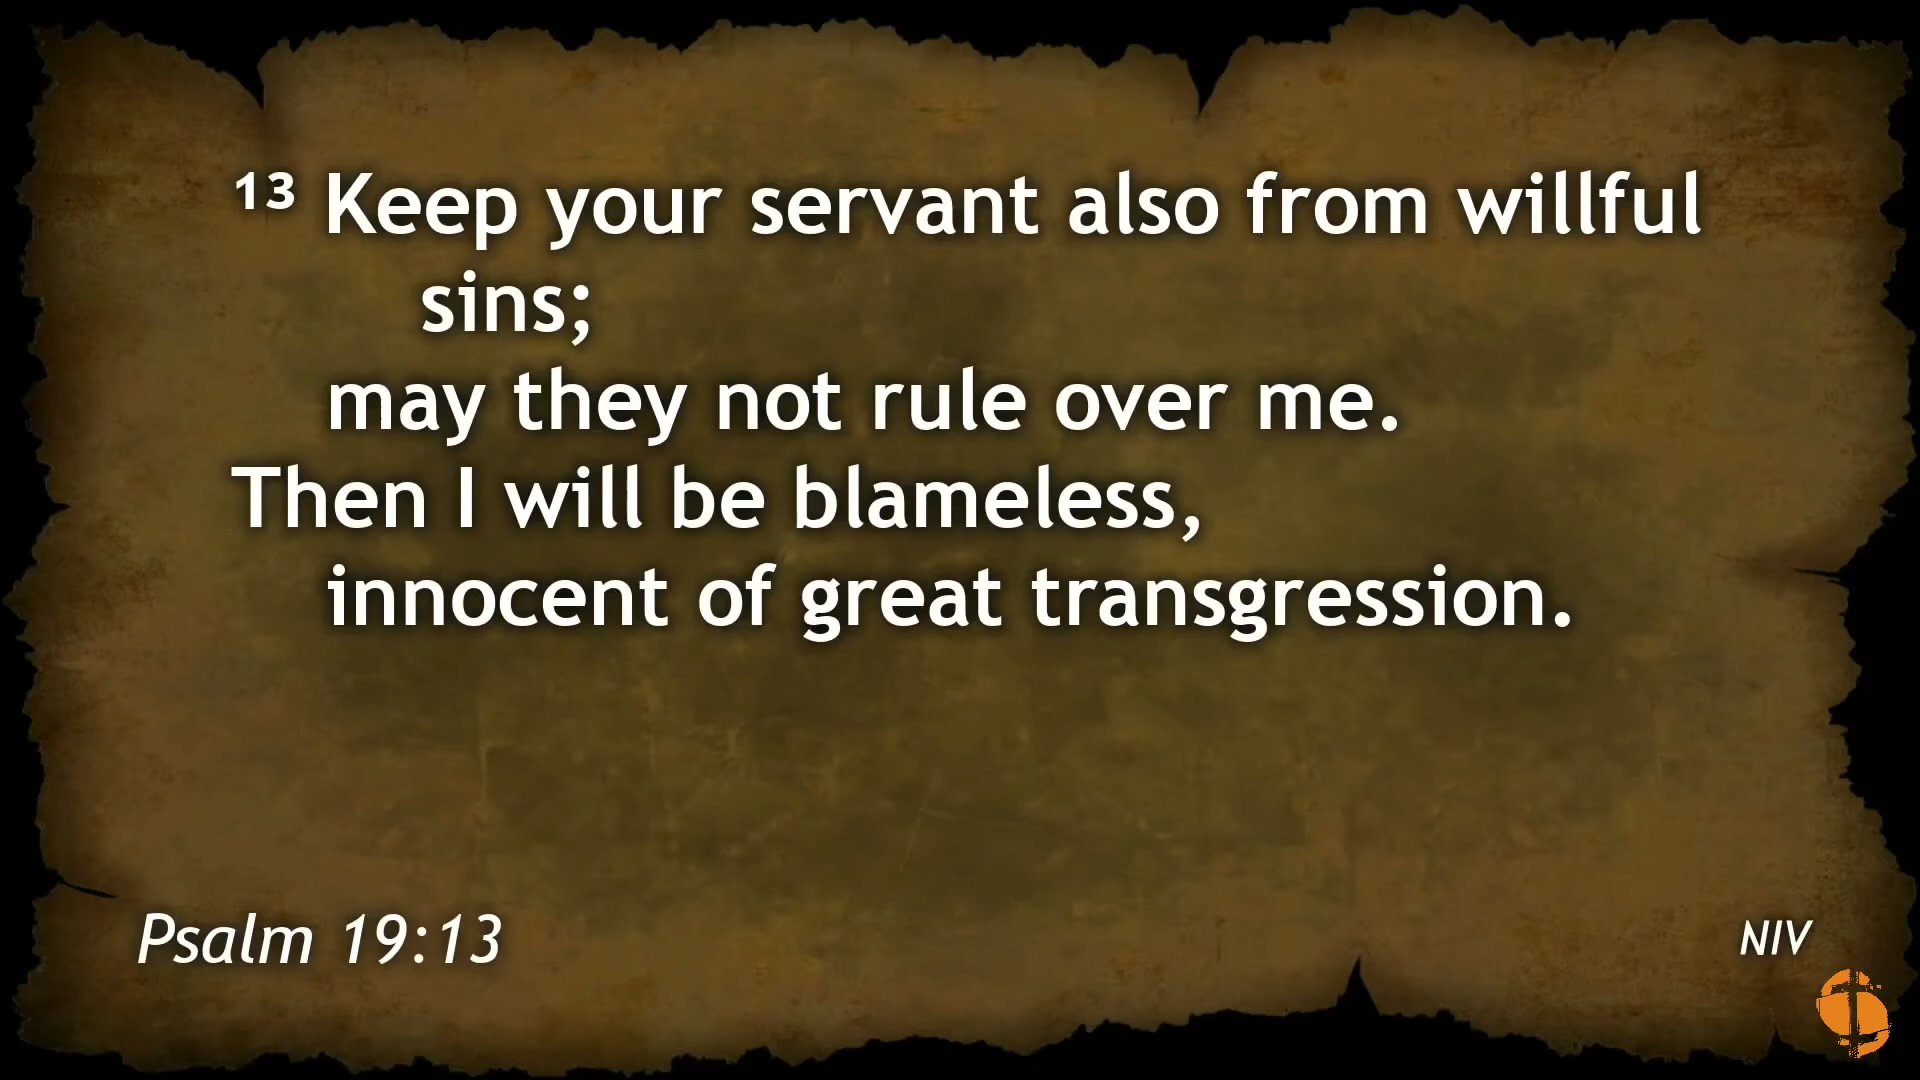 ¹³ Keep your servant also from willful
sins;
may they not rule over me.
Then I will be blameless,
innocent of great transgression.
Psalm 19:13
NIV